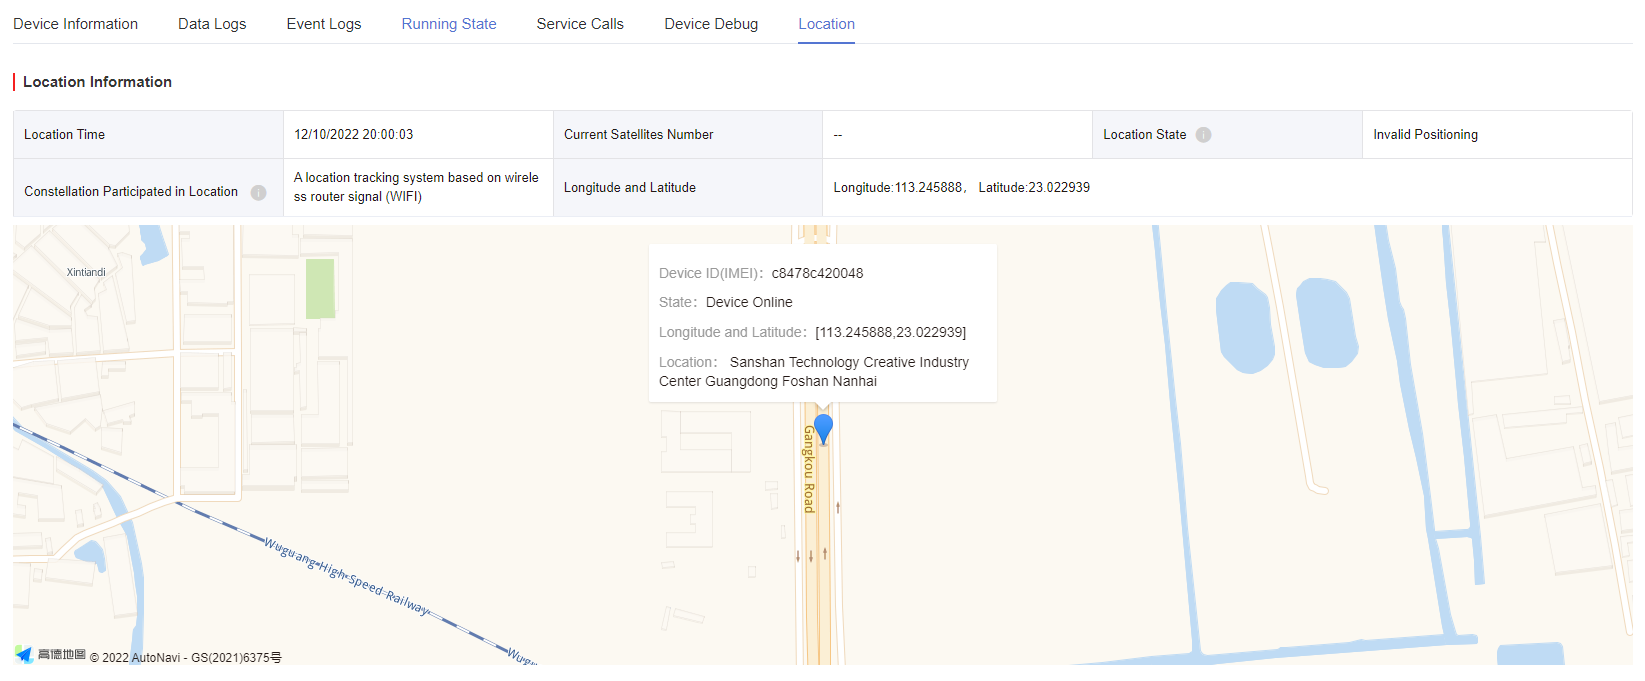 Device Information Data Logs Event Logs Running State Service Calls Device Debug Location
Location Information
Location Time 12/10/2022 20:00:03 Current Satellites Number -- Location State i Invalid Positioning
Constellation Participated in Location i A location tracking system based on wirele
ss router signal (WIFI) Longitude and Latitude Longitude:113.245888， Latitude:23.022939
Xintiandi
Device ID(IMEI)： c8478c420048
State： Device Online
Longitude and Latitude： [113.245888,23.022939]
Location： Sanshan Technology Creative Industry
Center Guangdong Foshan Nanhai
Gangkou Road
Wuguang-High-Speed-Railway
Wugu
高德地图 © 2022 AutoNavi - GS(2021)6375号